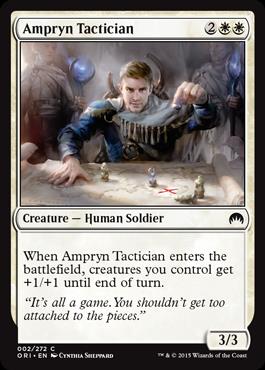 Ampryn Tactician 2
Creature — Human Soldier
When Ampryn Tactician enters the
battlefield, creatures you control get
+1/+1 until end of turn.
“It’s all a game. You shouldn’t get too
attached to the pieces.”
3/3
002/272 C
ORI • EN Cynthia Sheppard
™ & © 2015 Wizards of the Coast